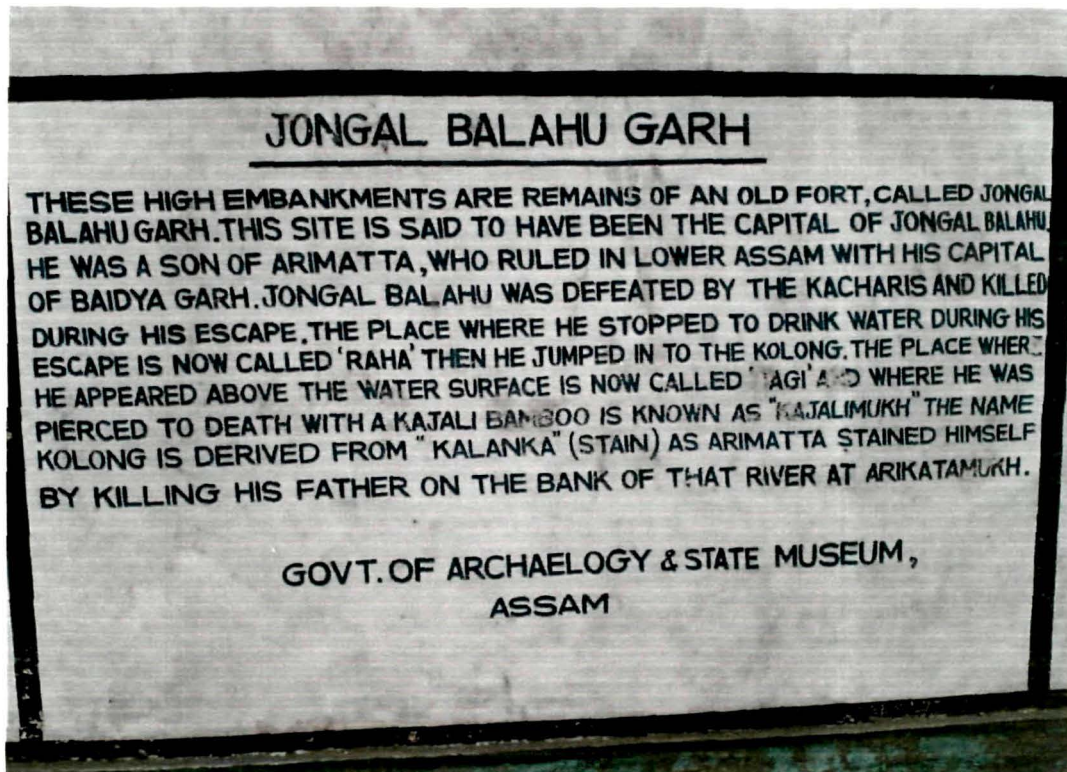 JONGAL BALAHU GARH
THESE HIGH EMBANKMENTS ARE REMAINS OF AN OLD FORT, CALLED JONGAL
BALAHU GARH. THIS SITE IS SAID TO HAVE BEEN THE CAPITAL OF JONGAL BALAHU.
HE WAS A SON OF ARIMATTA, WHO RULED IN LOWER ASSAM WITH HIS CAPITAL
OF BAIDYA GARH. JONGAL BALAHU WAS DEFEATED BY THE KACHARIS AND KILLED
DURING HIS ESCAPE. THE PLACE WHERE HE STOPPED TO DRINK WATER DURING HIS
ESCAPE IS NOW CALLED 'RAHA' THEN HE JUMPED IN TO THE KOLONG. THE PLACE WHERE
HE APPEARED ABOVE THE WATER SURFACE IS NOW CALLED AND WHERE HE WAS
PIERCED TO DEATH WITH A KAJALI BAMBOO IS KNOWN AS "KAJALIMUKH" THE NAME
KOLONG IS DERIVED FROM "KALANKA" (STAIN) AS ARIMATTA STAINED HIMSELF
BY KILLING HIS FATHER ON THE BANK OF THAT RIVER AT ARIKATAMUKH.
GOVT. OF ARCHAELOGY & STATE MUSEUM,
ASSAM